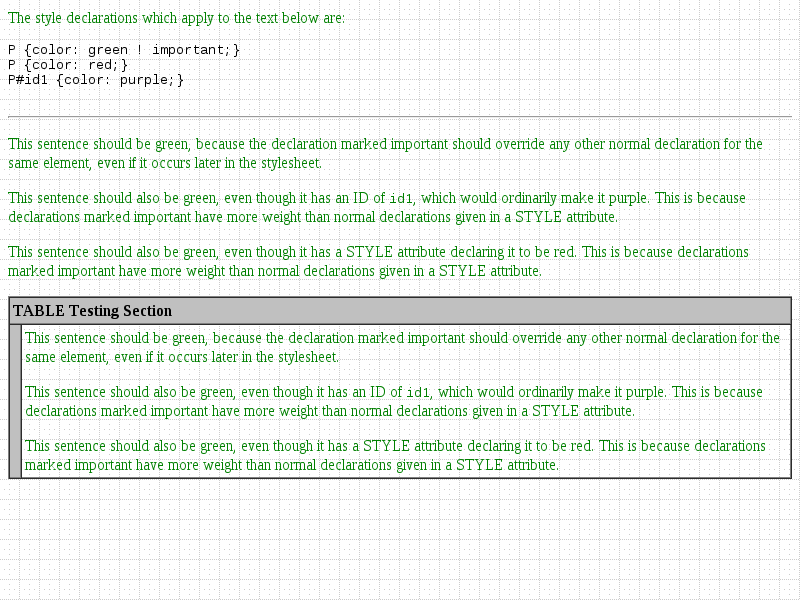 The style declarations which apply to the text below are:
P {color: green ! important;}
P {color: red;}
P#id1 {color: purple;}
This sentence should be green, because the declaration marked important should override any other normal declaration for the
same element, even if it occurs later in the stylesheet.
This sentence should also be green, even though it has an ID of id1, which would ordinarily make it purple. This is because
declarations marked important have more weight than normal declarations given in a STYLE attribute.
This sentence should also be green, even though it has a STYLE attribute declaring it to be red. This is because declarations
marked important have more weight than normal declarations given in a STYLE attribute.
TABLE Testing Section
This sentence should be green, because the declaration marked important should override any other normal declaration for the
same element, even if it occurs later in the stylesheet.
This sentence should also be green, even though it has an ID of id1, which would ordinarily make it purple. This is because
declarations marked important have more weight than normal declarations given in a STYLE attribute.
This sentence should also be green, even though it has a STYLE attribute declaring it to be red. This is because declarations
marked important have more weight than normal declarations given in a STYLE attribute.